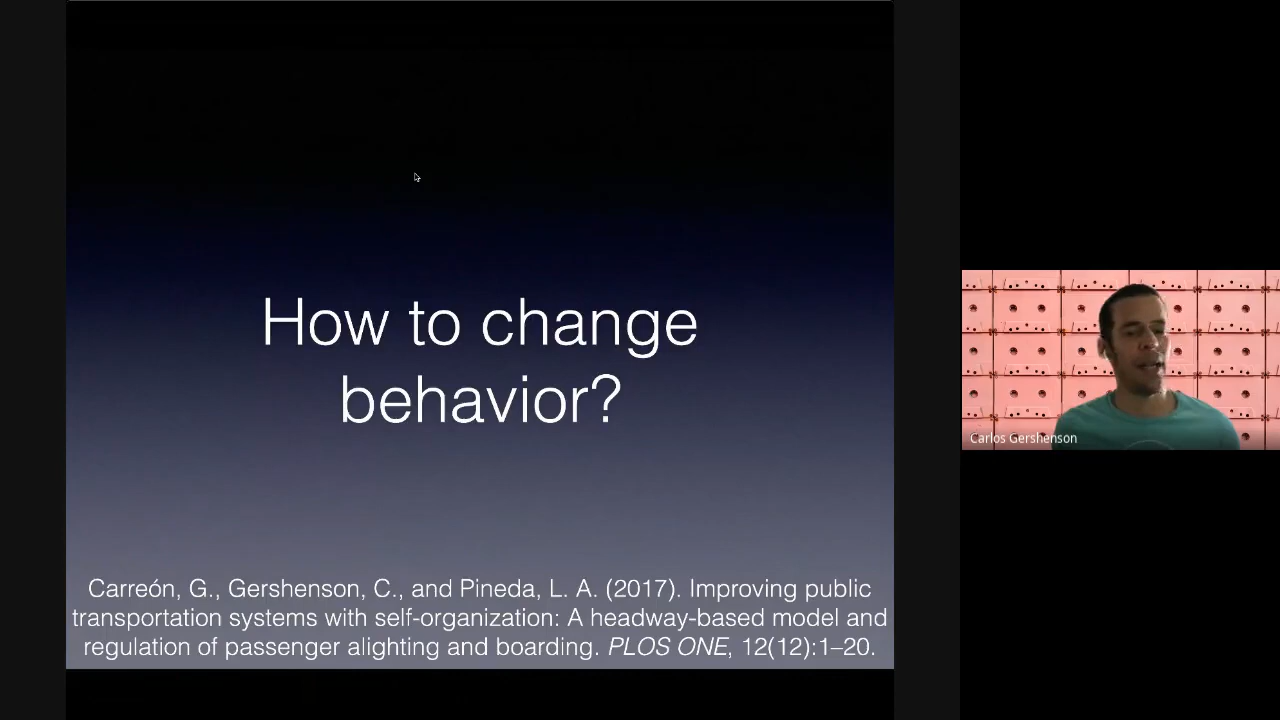 How to change
behavior?
Carreón, G., Gershenson, C., and Pineda, L. A. (2017). Improving public
transportation systems with self-organization: A headway-based model and
regulation of passenger alighting and boarding. PLOS ONE, 12(12):1–20.
Carlos Gershenson